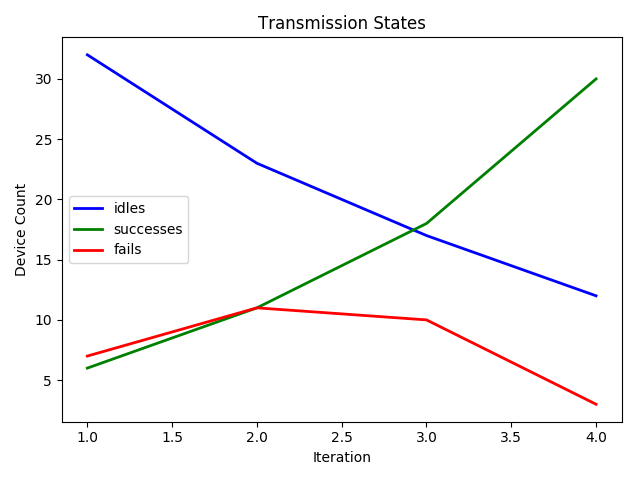 Transmission States
Device Count
30
25
20
15
10
5
idles
successes
fails
1.0 1.5 2.0 2.5 3.0 3.5 4.0
Iteration